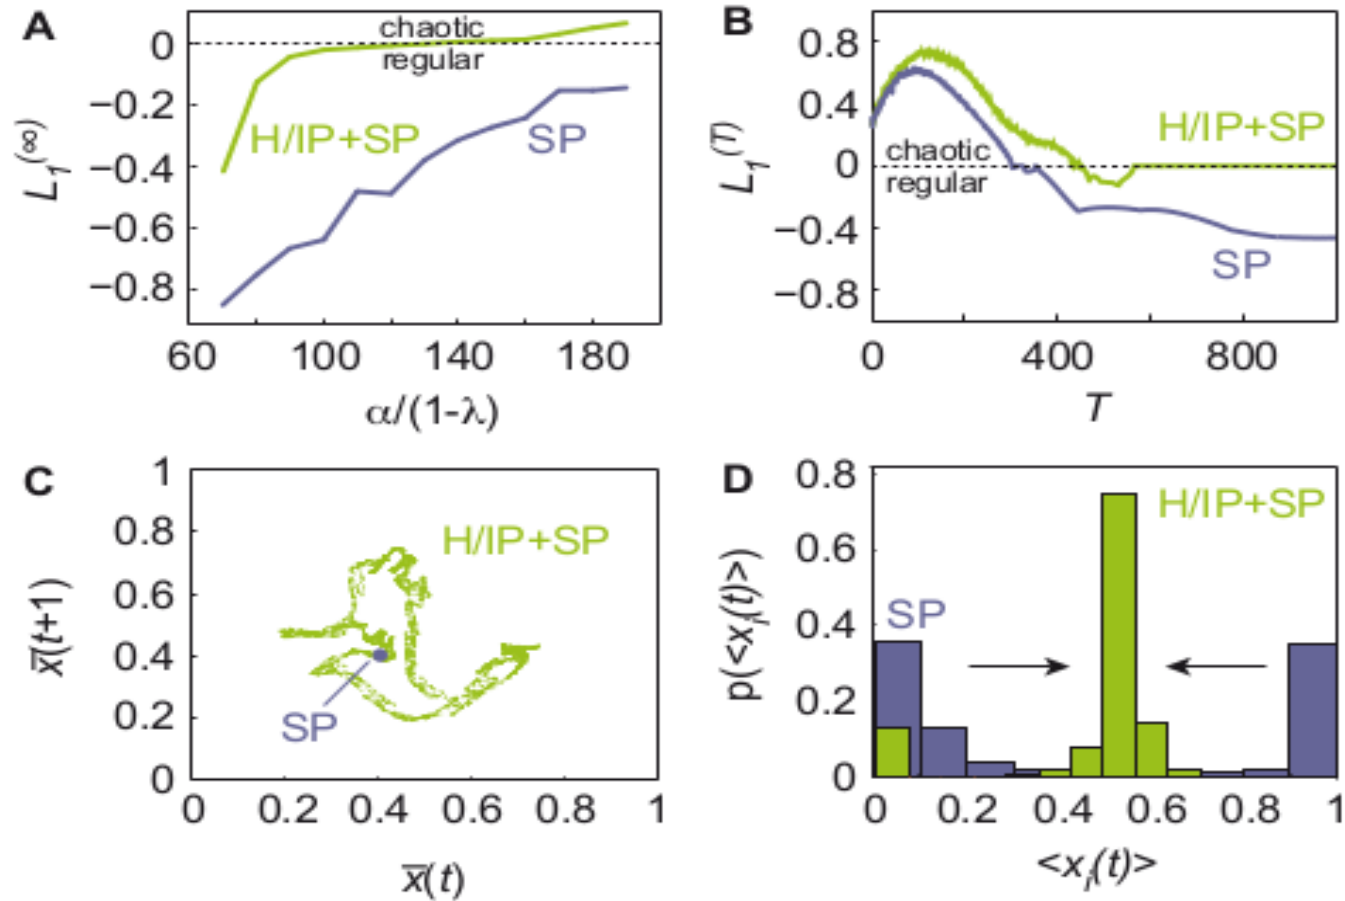 A
L₁(∞)
0
−0.2
−0.4
−0.6
−0.8
chaotic
regular
H/IP+SP
SP
60 100 140 180
α/(1-λ)
B
L₁(T)
0.8
0.4
0
−0.4
−0.8
chaotic
regular
H/IP+SP
SP
0 400 800
T
C
x̅(t+1)
1
0.8
0.6
0.4
0.2
0
H/IP+SP
SP
0 0.2 0.4 0.6 0.8 1
x̅(t)
D
p(<xᵢ(t)>)
0.8
0.6
0.4
0.2
0
H/IP+SP
SP
0 0.2 0.4 0.6 0.8 1
<xᵢ(t)>